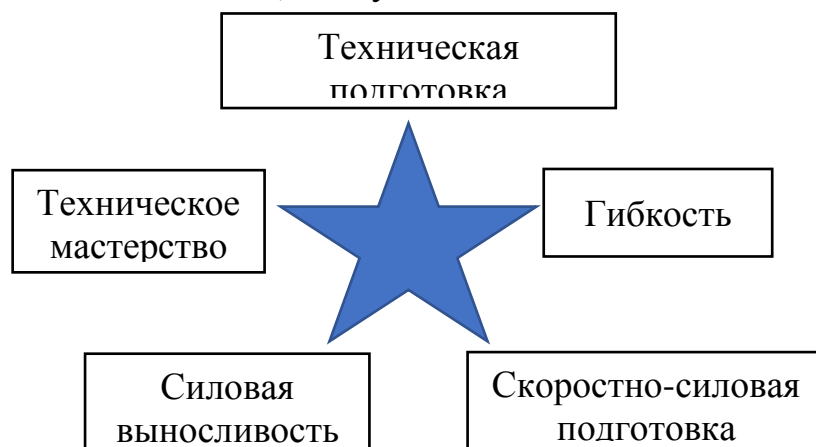 Техническая
подготовка
Техническое
мастерство
Гибкость
Силовая
выносливость
Скоростно-силовая
подготовка